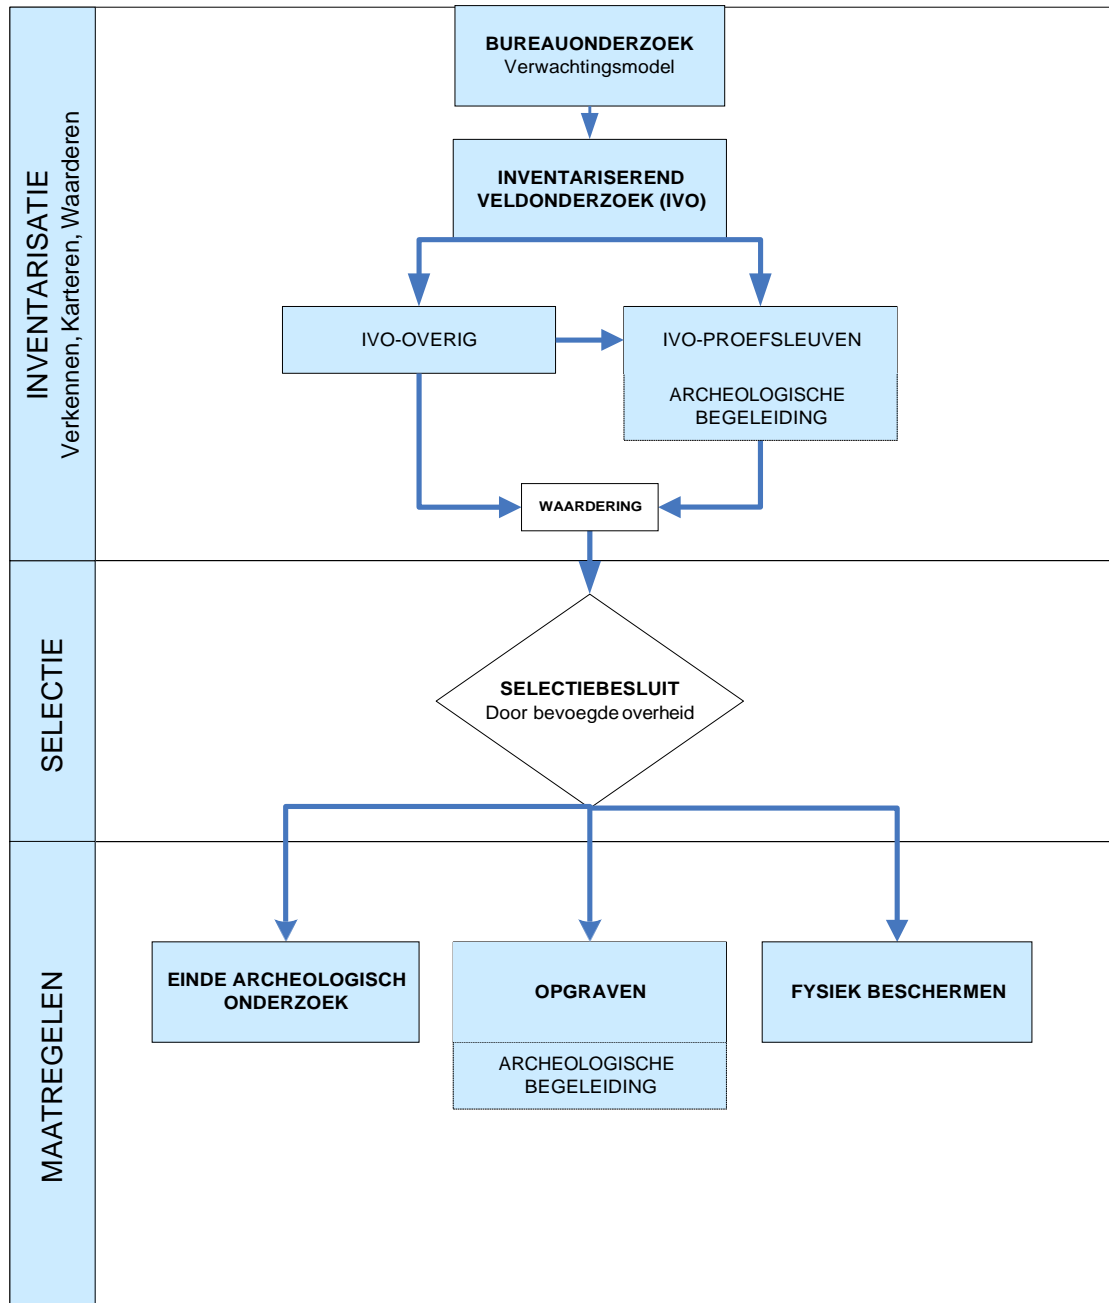 INVENTARISATIE
Verkennen, Karteren, Waarderen
BUREAUONDERZOEK
Verwachtingsmodel
INVENTARISEREND
VELDONDERZOEK (IVO)
IVO-OVERIG
IVO-PROEFSLEUVEN
ARCHEOLOGISCHE
BEGELEIDING
WAARDERING
SELECTIE
SELECTIEBESLUIT
Door bevoegde overheid
MAATREGELEN
EINDE ARCHEOLOGISCH
ONDERZOEK
OPGRAVEN
ARCHEOLOGISCHE
BEGELEIDING
FYSIEK BESCHERMEN